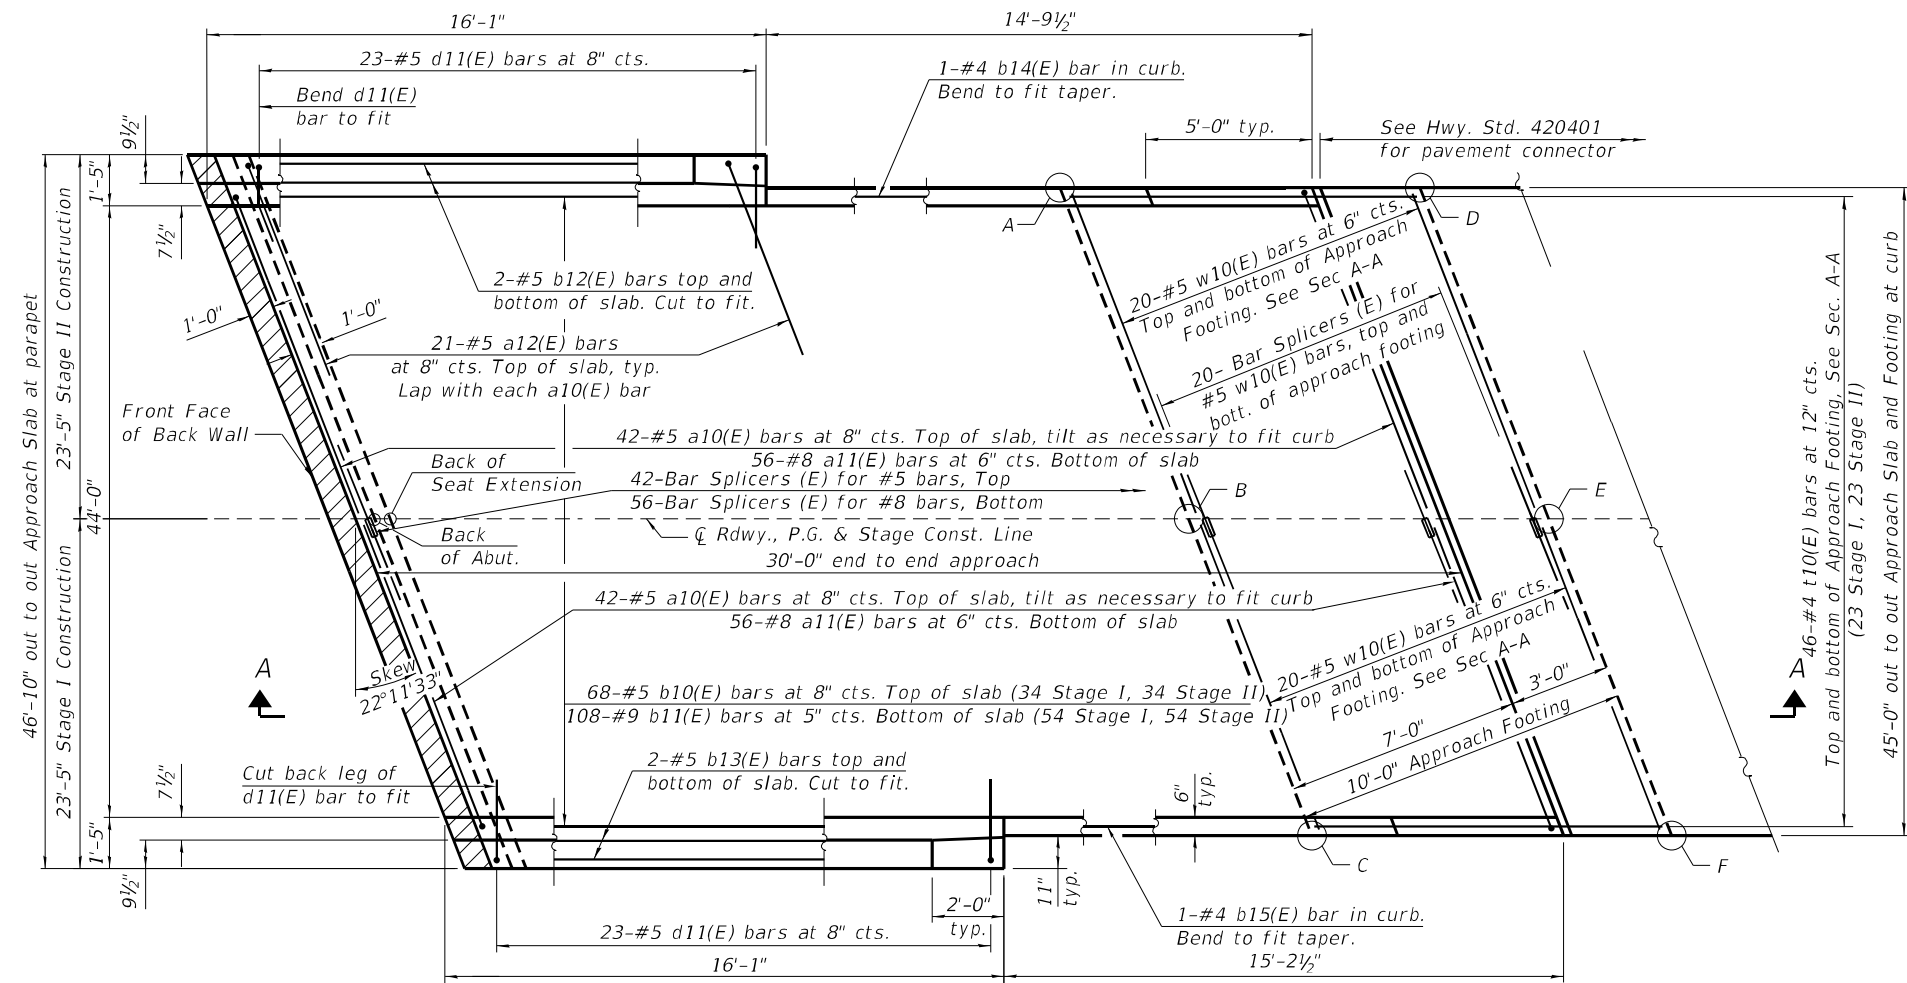 16'-1"
14'-9½"
23-#5 d11(E) bars at 8" cts.
1-#4 b14(E) bar in curb.
Bend to fit taper.
Bend d11(E)
bar to fit
9½"
5'-0" typ.
See Hwy. Std. 420401
for pavement connector
1'-5"
7½"
A
D
46'-10" out to out Approach Slab at parapet
23'-5" Stage II Construction
44'-0"
23'-5" Stage I Construction
2-#5 b12(E) bars top and
bottom of slab. Cut to fit.
1'-0"
1'-0"
20-#5 w10(E) bars at 6" cts.
Top and bottom of Approach
Footing. See Sec A-A
21-#5 a12(E) bars
at 8" cts. Top of slab, typ.
Lap with each a10(E) bar
20- Bar Splicers (E) for
#5 w10(E) bars, top and
bott. of approach footing
Front Face
of Back Wall
42-#5 a10(E) bars at 8" cts. Top of slab, tilt as necessary to fit curb
56-#8 a11(E) bars at 6" cts. Bottom of slab
Back of
Seat Extension
42-Bar Splicers (E) for #5 bars, Top
56-Bar Splicers (E) for #8 bars, Bottom
B
E
℄ Rdwy., P.G. & Stage Const. Line
Back
of Abut.
30'-0" end to end approach
42-#5 a10(E) bars at 8" cts. Top of slab, tilt as necessary to fit curb
56-#8 a11(E) bars at 6" cts. Bottom of slab
20-#5 w10(E) bars at 6" cts.
Top and bottom of Approach
Footing. See Sec A-A
A
Skew
22°11'33"
68-#5 b10(E) bars at 8" cts. Top of slab (34 Stage I, 34 Stage II)
108-#9 b11(E) bars at 5" cts. Bottom of slab (54 Stage I, 54 Stage II)
3'-0"
7'-0"
10'-0" Approach Footing
A
46-#4 t10(E) bars at 12" cts.
Top and bottom of Approach Footing, See Sec. A-A
(23 Stage I, 23 Stage II)
45'-0" out to out Approach Slab and Footing at curb
Cut back leg of
d11(E) bar to fit
2-#5 b13(E) bars top and
bottom of slab. Cut to fit.
7½"
1'-5"
9½"
6"
typ.
C
F
11"
typ.
2'-0"
typ.
1-#4 b15(E) bar in curb.
Bend to fit taper.
23-#5 d11(E) bars at 8" cts.
16'-1"
15'-2½"